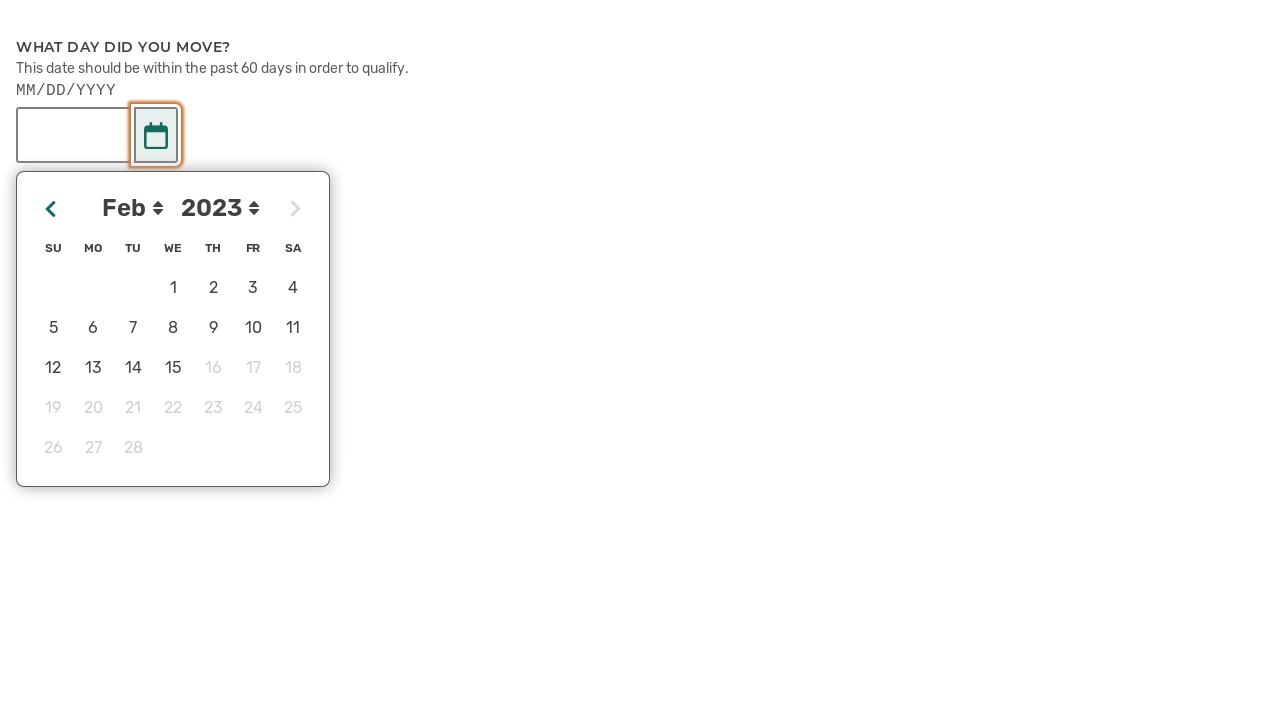 WHAT DAY DID YOU MOVE?
This date should be within the past 60 days in order to qualify.
MM/DD/YYYY
Feb 2023
SU MO TU WE TH FR SA
1 2 3 4
5 6 7 8 9 10 11
12 13 14 15 16 17 18
19 20 21 22 23 24 25
26 27 28